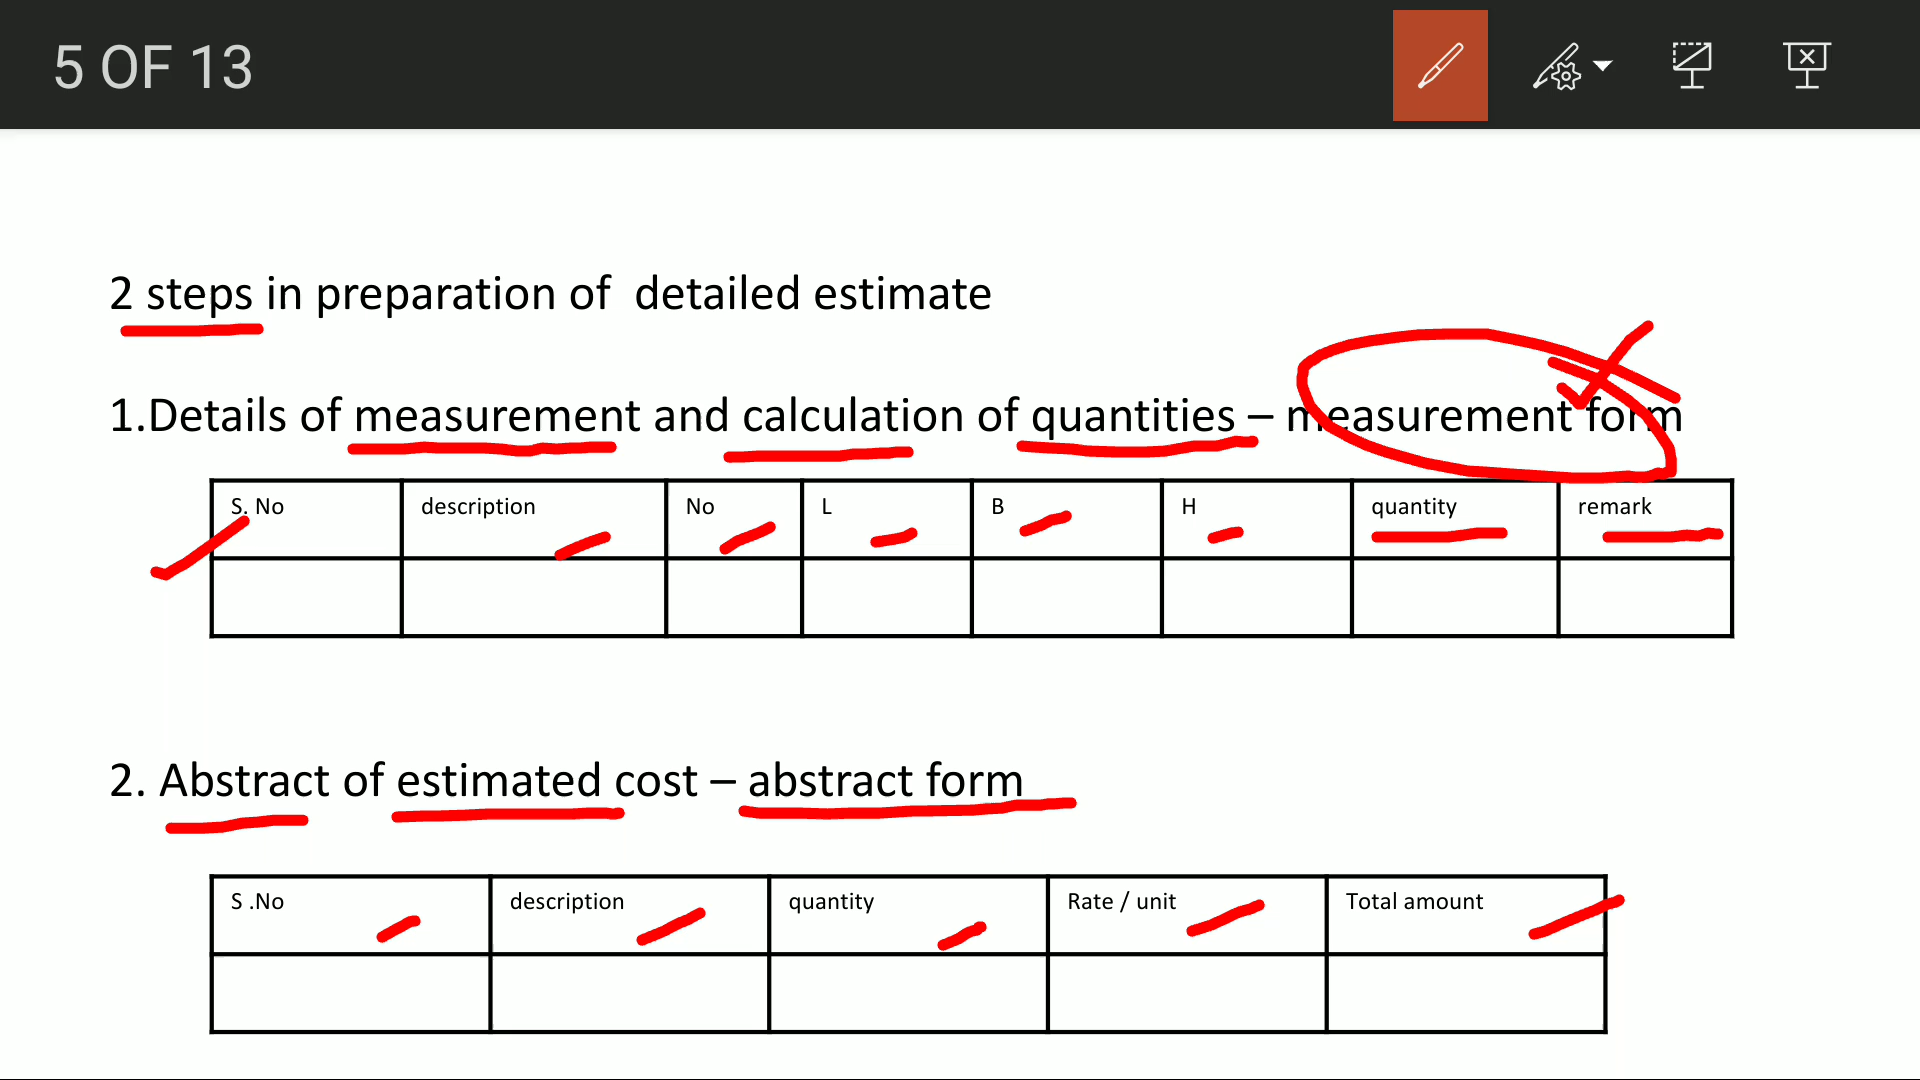 5 OF 13
2 steps in preparation of detailed estimate
1.Details of measurement and calculation of quantities – measurement form
S. No description No L B H quantity remark
2. Abstract of estimated cost – abstract form
S .No description quantity Rate / unit Total amount